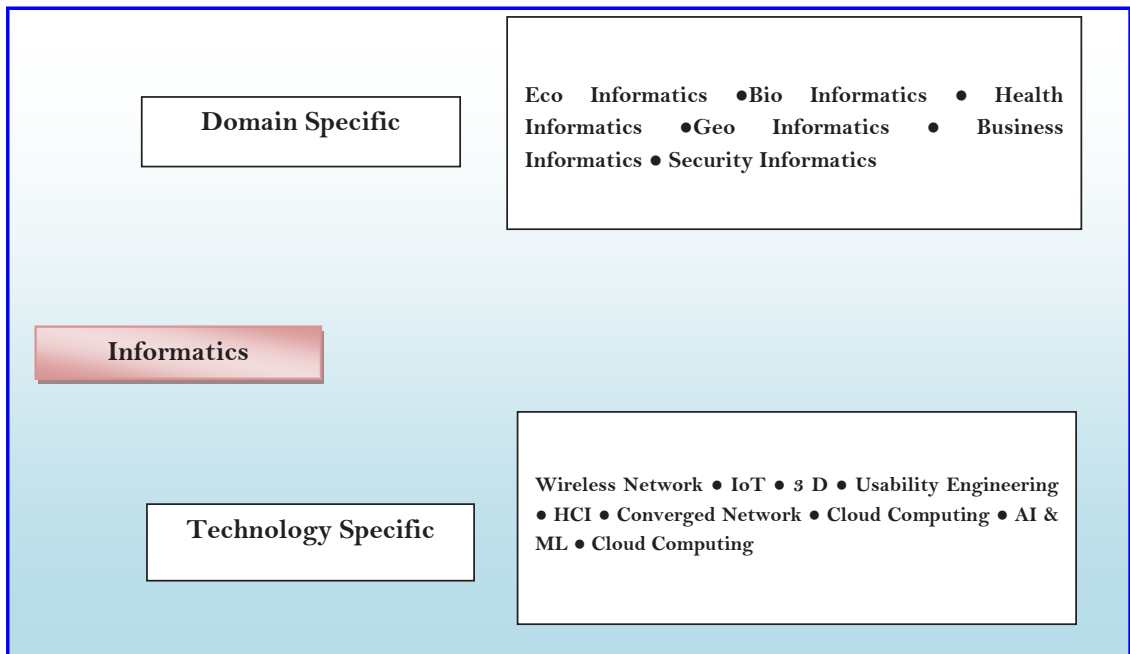 Domain Specific
Eco Informatics ●Bio Informatics ● Health
Informatics ●Geo Informatics ● Business
Informatics ● Security Informatics
Informatics
Technology Specific
Wireless Network ● IoT ● 3 D ● Usability Engineering
● HCI ● Converged Network ● Cloud Computing ● AI &
ML ● Cloud Computing